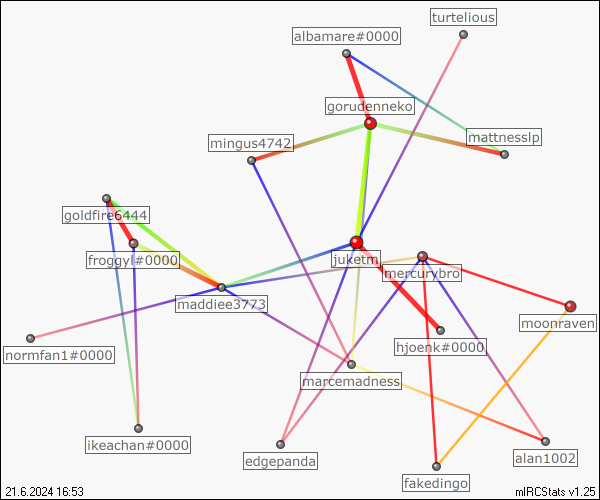 turtelious
albamare#0000
gorudenneko
mattnesslp
mingus4742
goldfire6444
froggyl#0000
juketm
mercurybro
maddiee3773
moonraven
normfan1#0000
hjoenk#0000
marcemadness
ikeachan#0000
edgepanda
alan1002
fakedingo
21.6.2024 16:53
mIRCStats v1.25